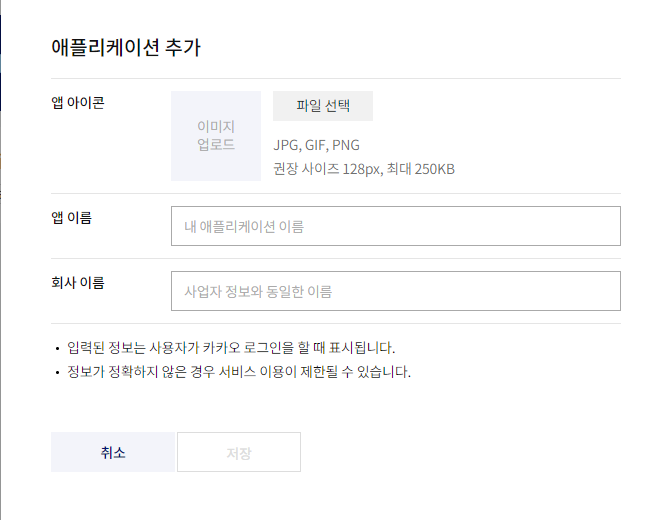 애플리케이션 추가
앱 아이콘
이미지
업로드
파일 선택
JPG, GIF, PNG
권장 사이즈 128px, 최대 250KB
앱 이름
내 애플리케이션 이름
회사 이름
사업자 정보와 동일한 이름
• 입력된 정보는 사용자가 카카오 로그인을 할 때 표시됩니다.
• 정보가 정확하지 않은 경우 서비스 이용이 제한될 수 있습니다.
취소
저장